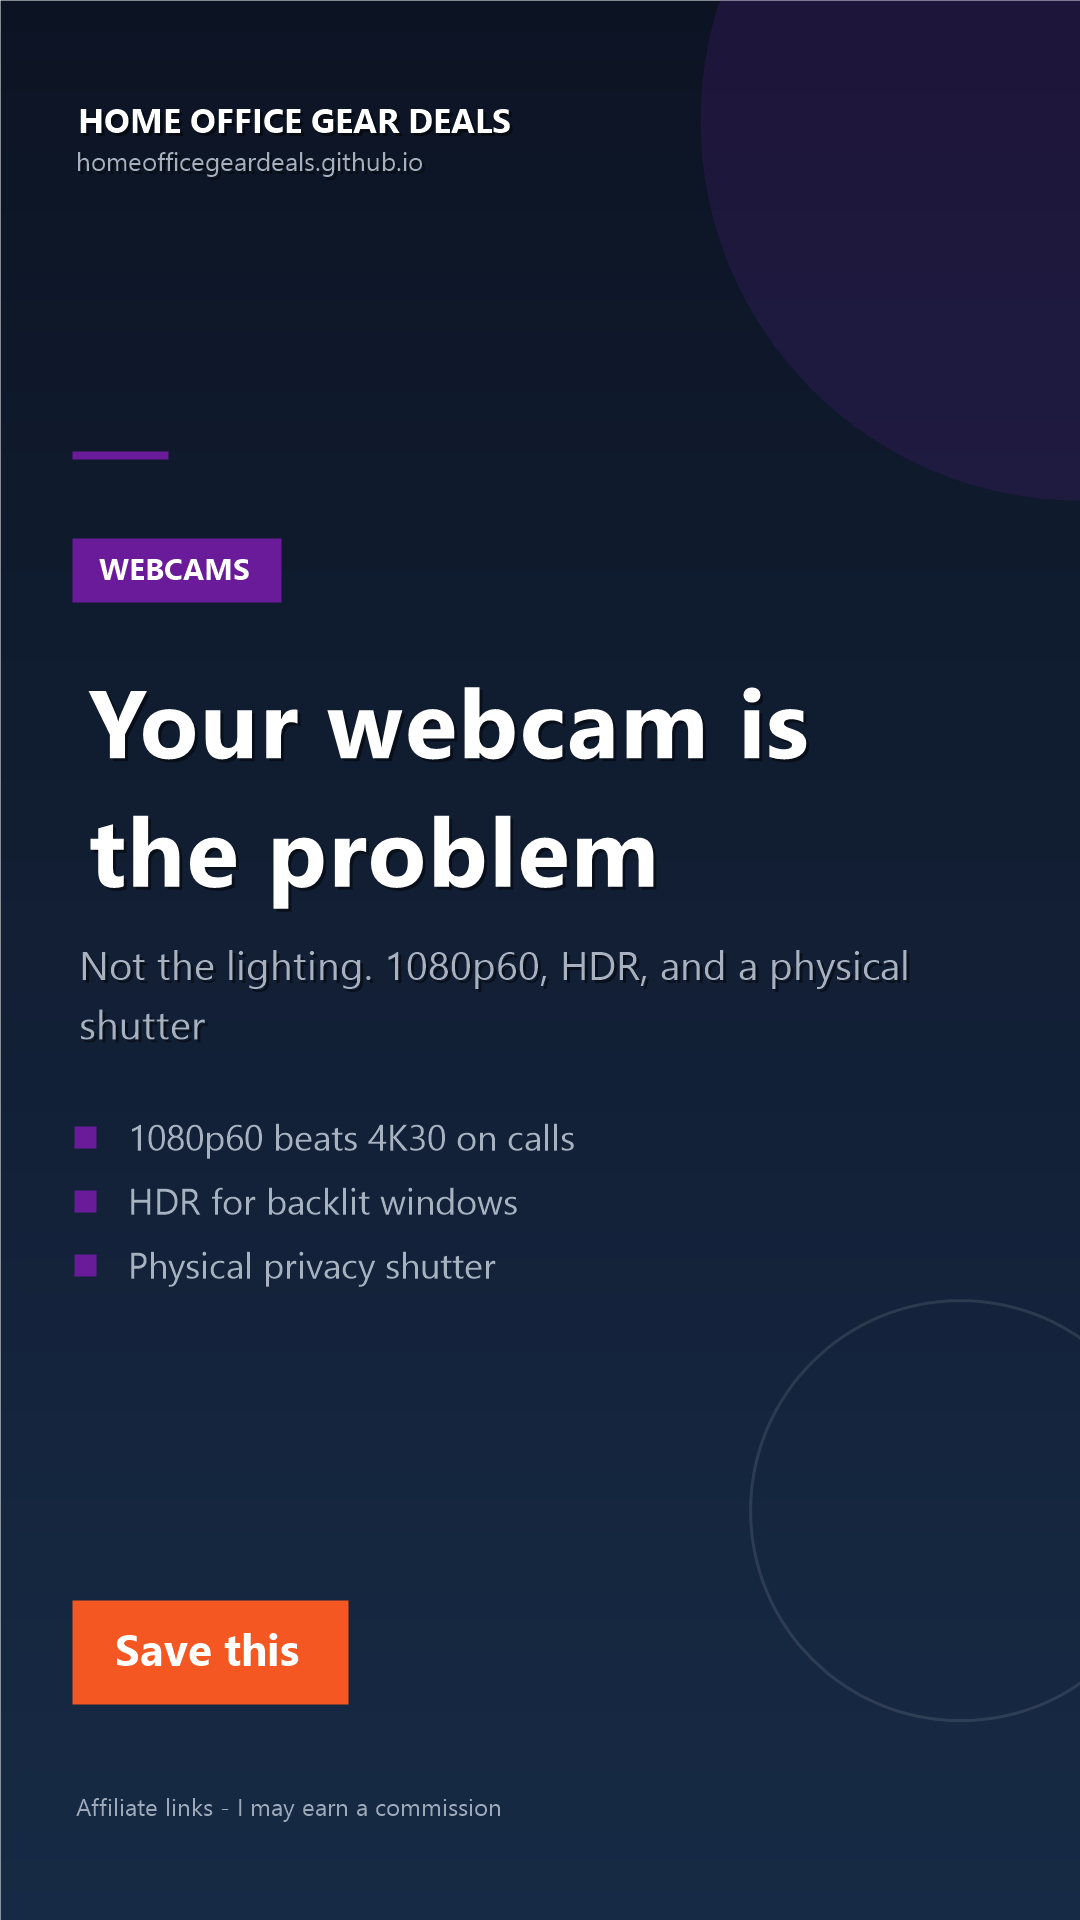 HOME OFFICE GEAR DEALS
homeofficegeardeals.github.io
WEBCAMS
Your webcam is
the problem
Not the lighting. 1080p60, HDR, and a physical
shutter
1080p60 beats 4K30 on calls
HDR for backlit windows
Physical privacy shutter
Save this
Affiliate links - I may earn a commission